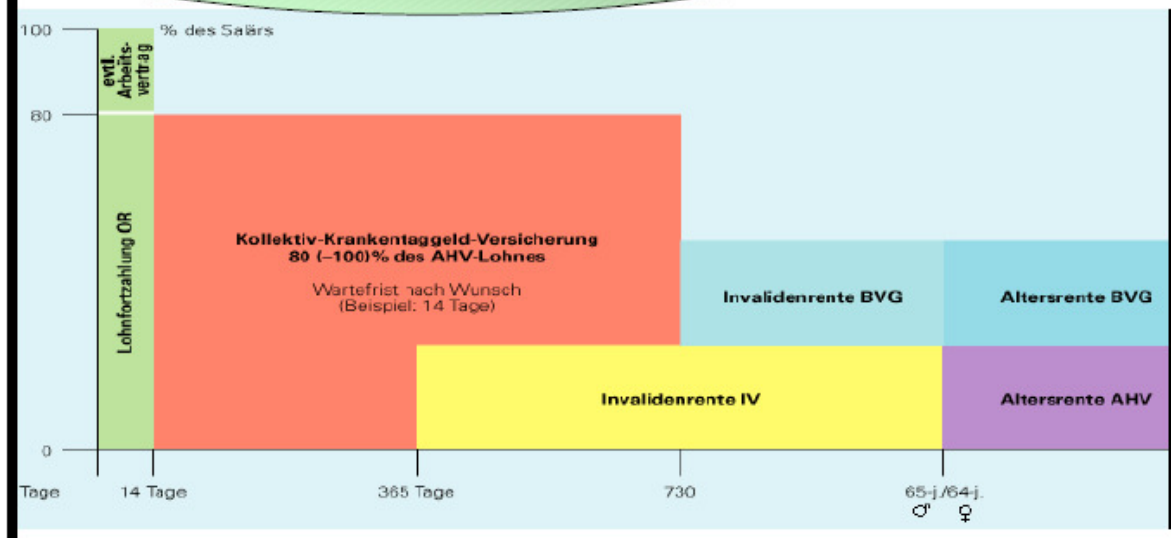 100
% des Salärs
evtl.
Arbeits-
vertrag
80
Lohnfortzahlung OR
Kollektiv-Krankentaggeld-Versicherung
80 (–100)% des AHV-Lohnes
Wartefrist nach Wunsch
(Beispiel: 14 Tage)
Invalidenrente BVG
Altersrente BVG
Invalidenrente IV
Altersrente AHV
0
Tage
14 Tage
365 Tage
730
65-j./64-j.
♂ ♀